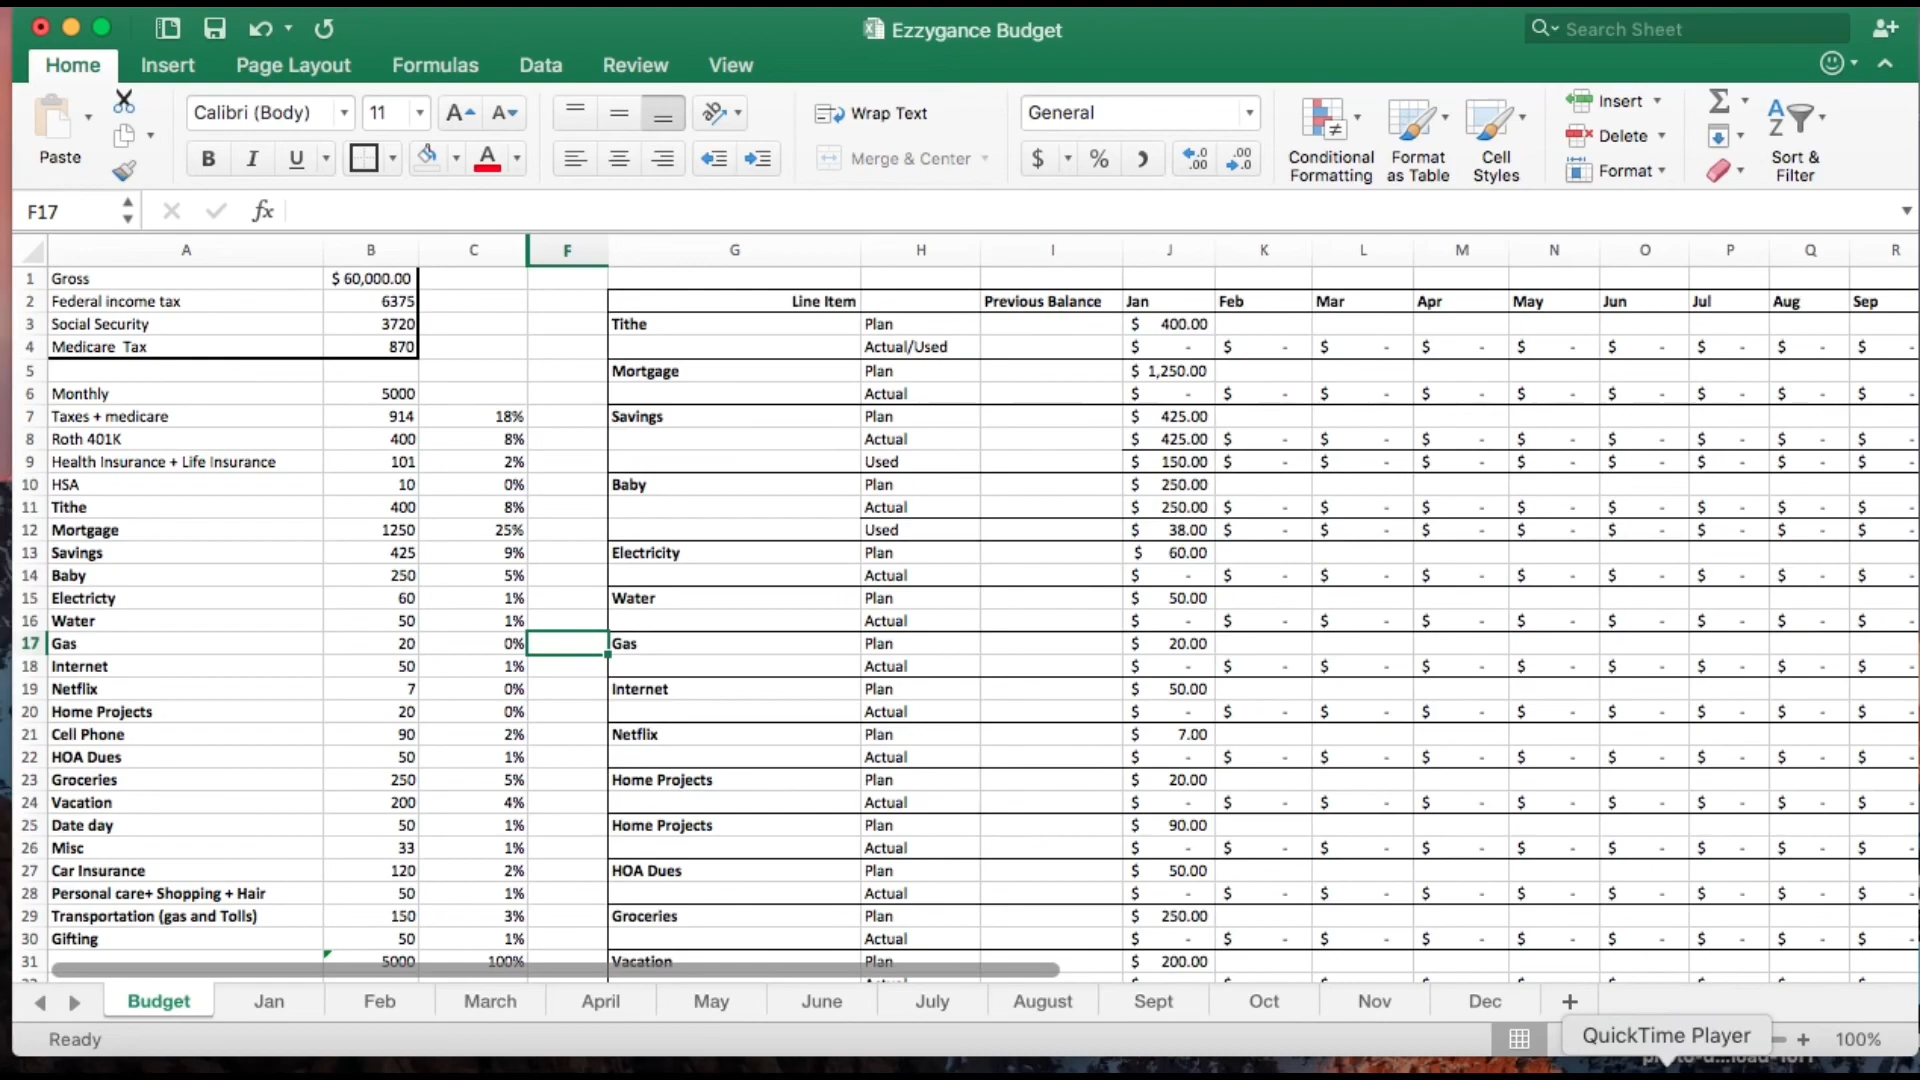 Ezzygance Budget
Search Sheet
Home Insert Page Layout Formulas Data Review View
Paste
Calibri (Body) 11
Wrap Text
Merge & Center
General
Conditional Formatting
Format as Table
Cell Styles
Insert
Delete
Format
Sort & Filter
F17 fx
A B C F G H I J K L M N O P Q R
1 Gross $ 60,000.00
2 Federal income tax 6375 Line Item Previous Balance Jan Feb Mar Apr May Jun Jul Aug Sep
3 Social Security 3720 Tithe Plan $ 400.00
4 Medicare Tax 870 Actual/Used $ - $ - $ - $ - $ - $ - $ - $ - $ -
5 Mortgage Plan $ 1,250.00
6 Monthly 5000 Actual $ - $ - $ - $ - $ - $ - $ - $ - $ -
7 Taxes + medicare 914 18% Savings Plan $ 425.00
8 Roth 401K 400 8% Actual $ 425.00 $ - $ - $ - $ - $ - $ - $ - $ -
9 Health Insurance + Life Insurance 101 2% Used $ 150.00 $ - $ - $ - $ - $ - $ - $ - $ -
10 HSA 10 0% Baby Plan $ 250.00
11 Tithe 400 8% Actual $ 250.00 $ - $ - $ - $ - $ - $ - $ - $ -
12 Mortgage 1250 25% Used $ 38.00 $ - $ - $ - $ - $ - $ - $ - $ -
13 Savings 425 9% Electricity Plan $ 60.00
14 Baby 250 5% Actual $ - $ - $ - $ - $ - $ - $ - $ - $ -
15 Electricty 60 1% Water Plan $ 50.00
16 Water 50 1% Actual $ - $ - $ - $ - $ - $ - $ - $ - $ -
17 Gas 20 0% Gas Plan $ 20.00
18 Internet 50 1% Actual $ - $ - $ - $ - $ - $ - $ - $ - $ -
19 Netflix 7 0% Internet Plan $ 50.00
20 Home Projects 20 0% Actual $ - $ - $ - $ - $ - $ - $ - $ - $ -
21 Cell Phone 90 2% Netflix Plan $ 7.00
22 HOA Dues 50 1% Actual $ - $ - $ - $ - $ - $ - $ - $ - $ -
23 Groceries 250 5% Home Projects Plan $ 20.00
24 Vacation 200 4% Actual $ - $ - $ - $ - $ - $ - $ - $ - $ -
25 Date day 50 1% Home Projects Plan $ 90.00
26 Misc 33 1% Actual $ - $ - $ - $ - $ - $ - $ - $ - $ -
27 Car Insurance 120 2% HOA Dues Plan $ 50.00
28 Personal care+ Shopping + Hair 50 1% Actual $ - $ - $ - $ - $ - $ - $ - $ - $ -
29 Transportation (gas and Tolls) 150 3% Groceries Plan $ 250.00
30 Gifting 50 1% Actual $ - $ - $ - $ - $ - $ - $ - $ - $ -
31 5000 100% Vacation Plan $ 200.00
Budget Jan Feb March April May June July August Sept Oct Nov Dec +
Ready QuickTime Player 100%